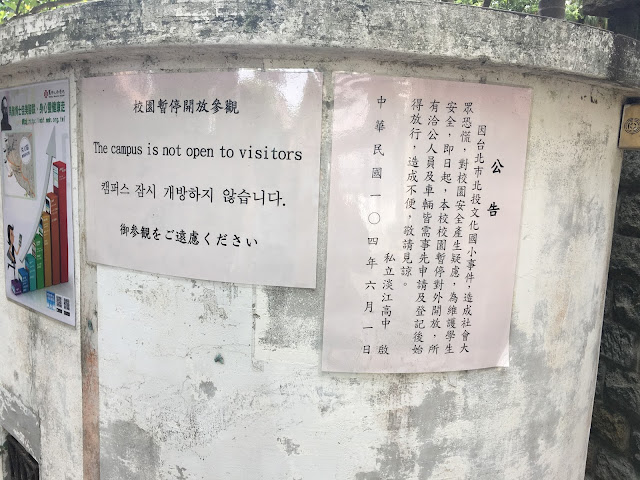 校園暫停開放參觀
The campus is not open to visitors
캠퍼스 잠시 개방하지 않습니다.
御参観をご遠慮ください
公告
因台北市北投文化國小事件，造成社會大
眾恐慌，對校園安全產生疑慮，為維護學生
安全，即日起，本校校園暫停對外開放，所
有洽公人員及車輛皆需事先申請及登記後始
得放行，造成不便，敬請見諒。
私立淡江高中 啟
中華民國一〇四年六月一日